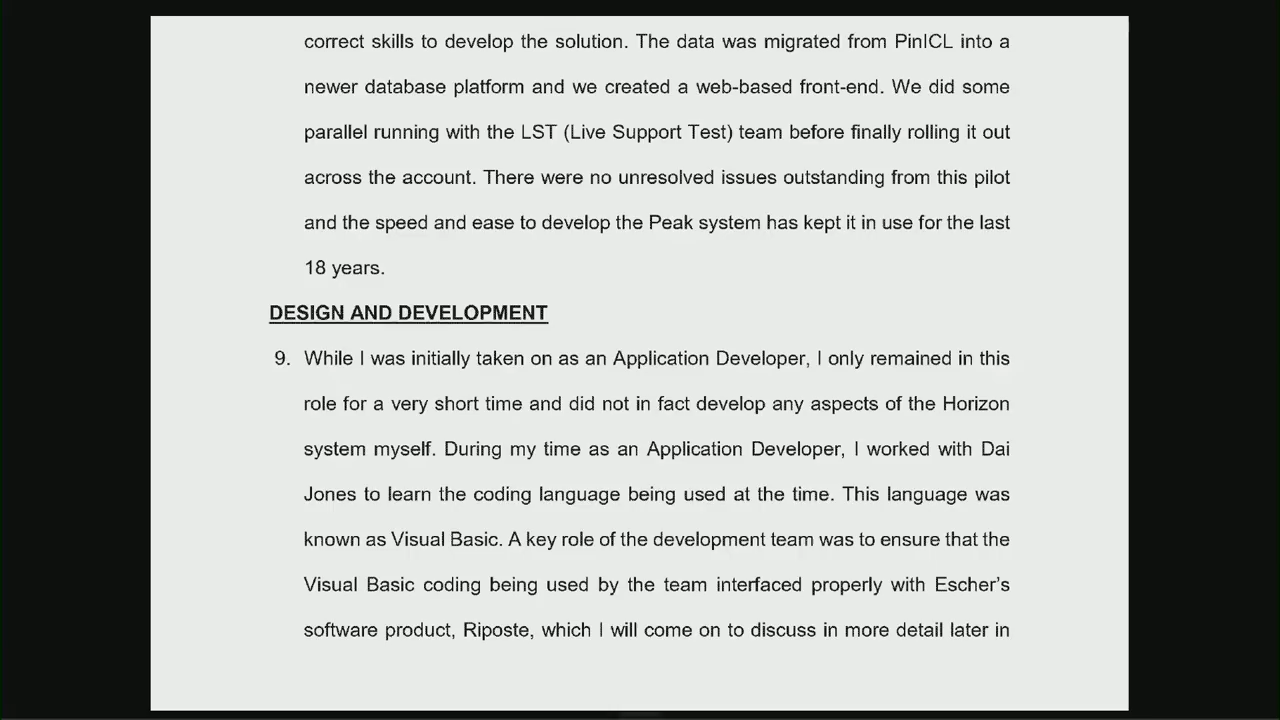 correct skills to develop the solution. The data was migrated from PinICL into a
newer database platform and we created a web-based front-end. We did some
parallel running with the LST (Live Support Test) team before finally rolling it out
across the account. There were no unresolved issues outstanding from this pilot
and the speed and ease to develop the Peak system has kept it in use for the last
18 years.
DESIGN AND DEVELOPMENT
9. While I was initially taken on as an Application Developer, I only remained in this
role for a very short time and did not in fact develop any aspects of the Horizon
system myself. During my time as an Application Developer, I worked with Dai
Jones to learn the coding language being used at the time. This language was
known as Visual Basic. A key role of the development team was to ensure that the
Visual Basic coding being used by the team interfaced properly with Escher’s
software product, Riposte, which I will come on to discuss in more detail later in